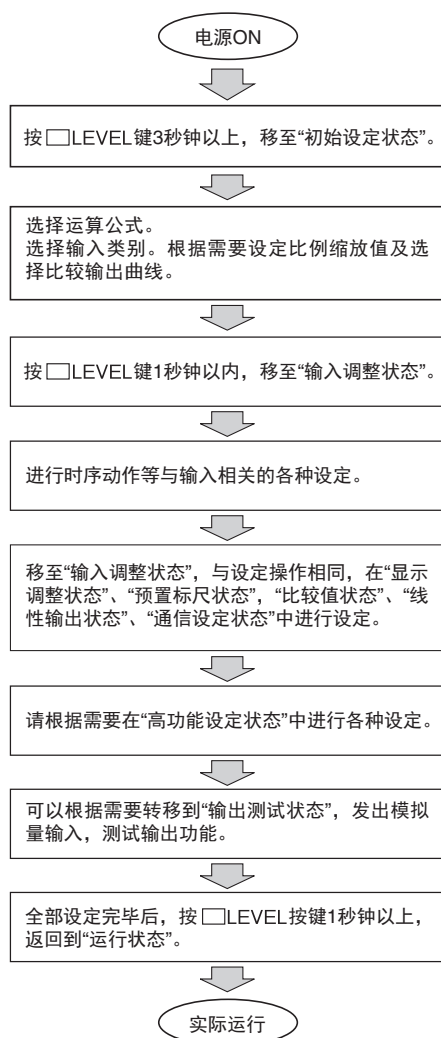 电源ON
按□LEVEL键3秒钟以上，移至“初始设定状态”。
选择运算公式。
选择输入类别。根据需要设定比例缩放值及选
择比较输出曲线。
按□LEVEL键1秒钟以内，移至“输入调整状态”。
进行时序动作等与输入相关的各种设定。
移至“输入调整状态”，与设定操作相同，在“显示
调整状态”、“预置标尺状态”，“比较值状态”、“线
性输出状态”、“通信设定状态”中进行设定。
请根据需要在“高功能设定状态”中进行各种设定。
可以根据需要转移到“输出测试状态”，发出模拟
量输入，测试输出功能。
全部设定完毕后，按□LEVEL按键1秒钟以上，
返回到“运行状态”。
实际运行